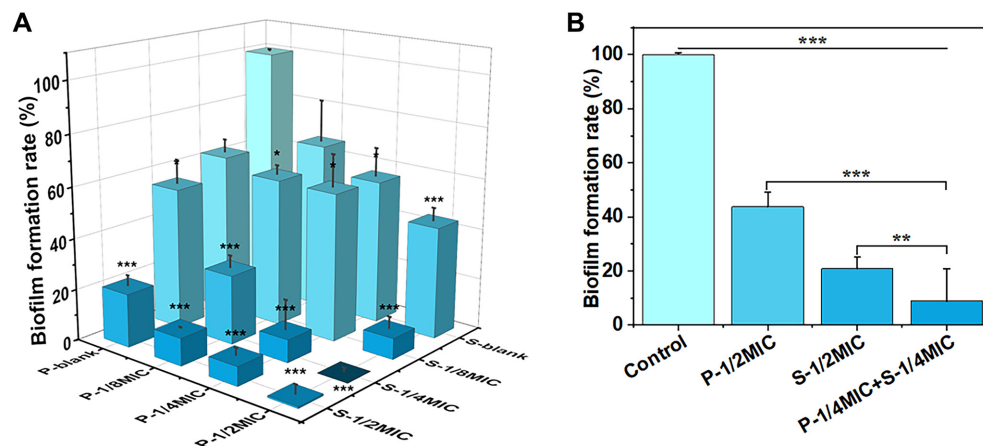 A
Biofilm formation rate (%)
100
80
60
40
20
0
*
*
*
*
***
***
***
***
***
***
***
***
***
P-blank
P-1/8MIC
P-1/4MIC
P-1/2MIC
S-1/2MIC
S-1/4MIC
S-1/8MIC
S-blank
B
Biofilm formation rate (%)
100
80
60
40
20
0
***
***
**
Control
P-1/2MIC
S-1/2MIC
P-1/4MIC+S-1/4MIC